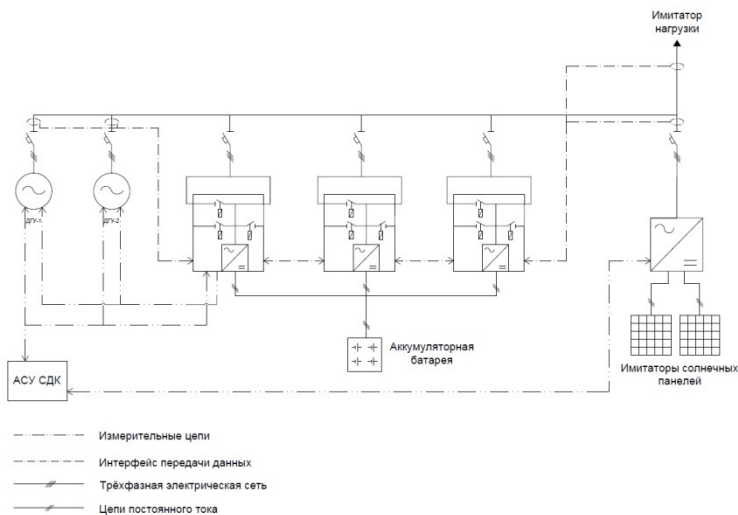 Имитатор
нагрузки
ДГУ-1
ДГУ-2
Аккумуляторная
батарея
Имитаторы солнечных
панелей
АСУ СДК
Измерительные цепи
Интерфейс передачи данных
Трёхфазная электрическая сеть
Цепи постоянного тока